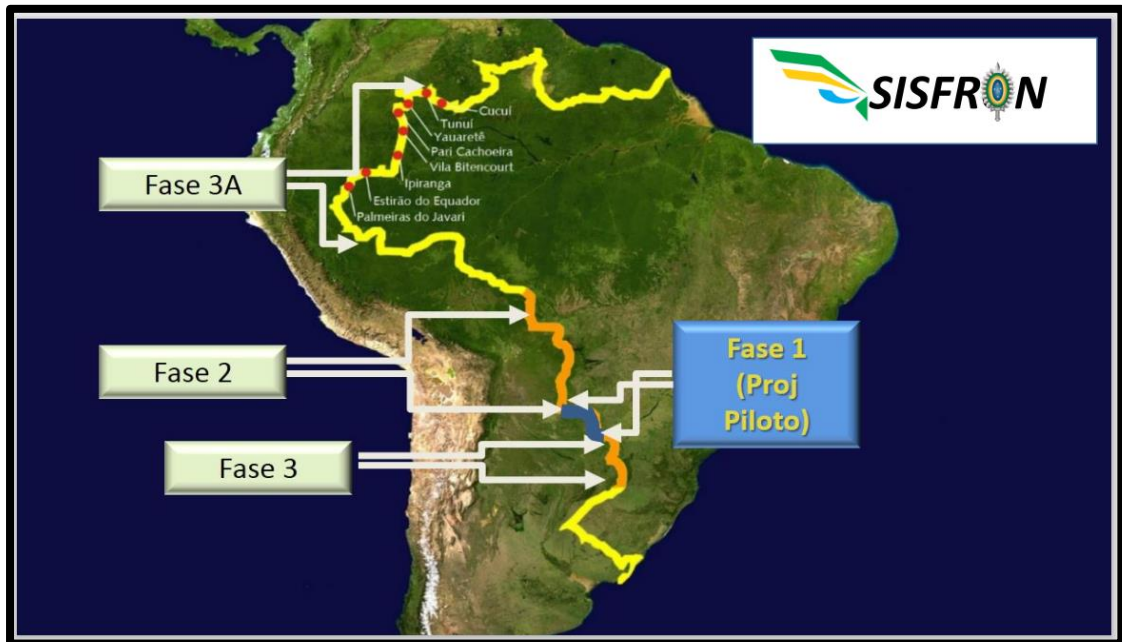 SISFRON
Cucuí
Tunuí
Yauaretê
Pari Cachoeira
Vila Bitencourt
Ipiranga
Estirão do Equador
Palmeiras do Javari
Fase 3A
Fase 2
Fase 1
(Proj
Piloto)
Fase 3